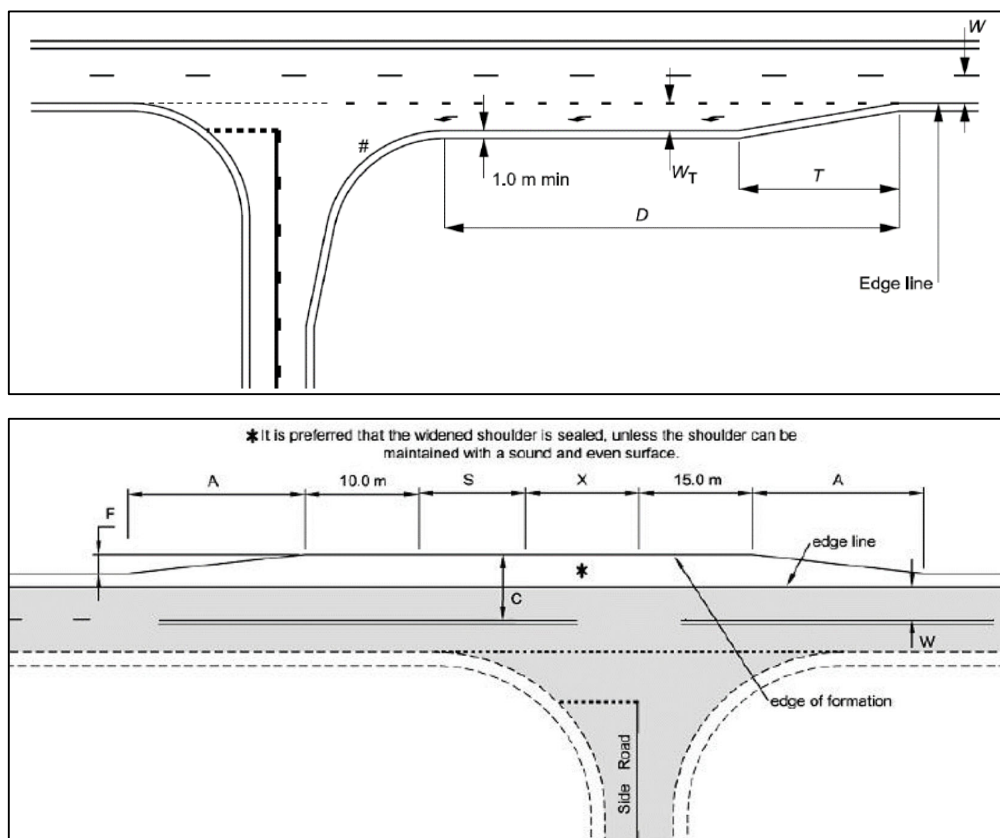 W
#
1.0 m min
W_T
T
D
Edge line
✱It is preferred that the widened shoulder is sealed, unless the shoulder can be
maintained with a sound and even surface.
A
10.0 m
S
X
15.0 m
A
F
edge line
✱
C
W
edge of formation
Side Road